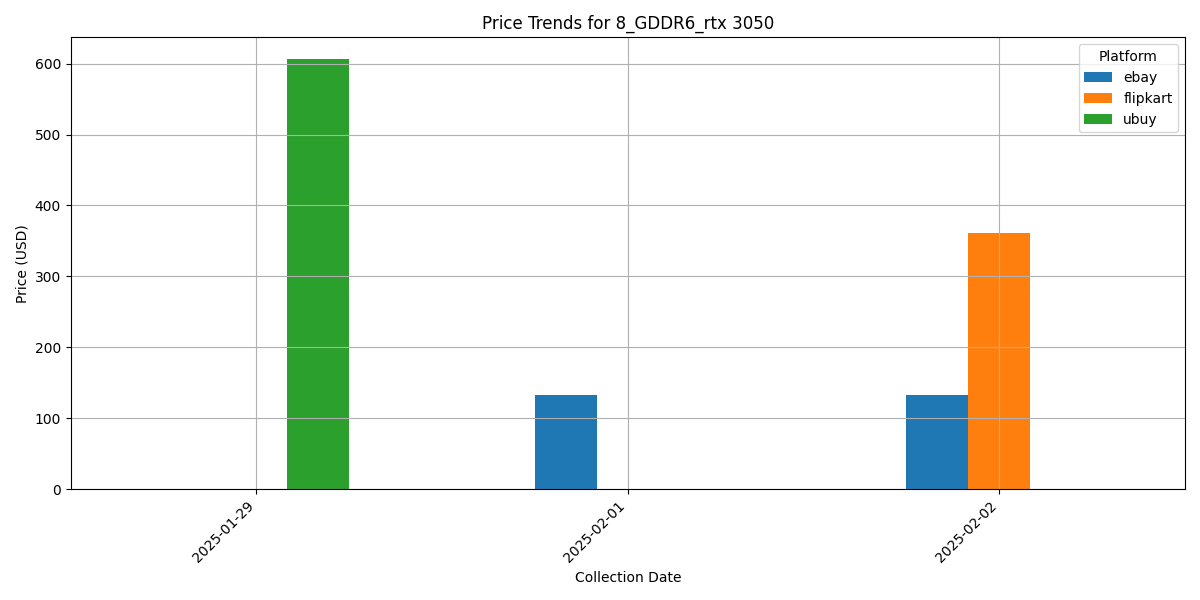 Price Trends for 8_GDDR6_rtx 3050
Platform
ebay
flipkart
ubuy
Price (USD)
600
500
400
300
200
100
0
2025-01-29
2025-02-01
2025-02-02
Collection Date